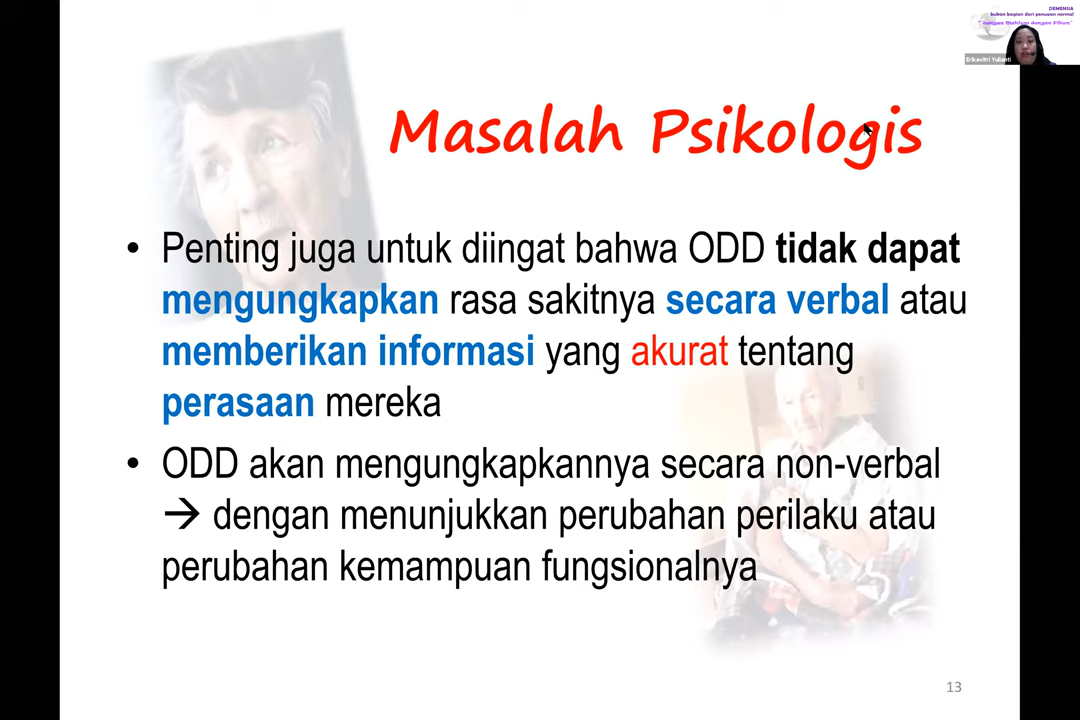 DEMENSIA
bukan bagian dari penuaan normal
"Jangan Maklum dengan Pikun"
Erikavitri Yulianti
Masalah Psikologis
• Penting juga untuk diingat bahwa ODD tidak dapat
mengungkapkan rasa sakitnya secara verbal atau
memberikan informasi yang akurat tentang
perasaan mereka
• ODD akan mengungkapkannya secara non-verbal
→ dengan menunjukkan perubahan perilaku atau
perubahan kemampuan fungsionalnya
13